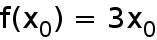 f(x₀) = 3x₀